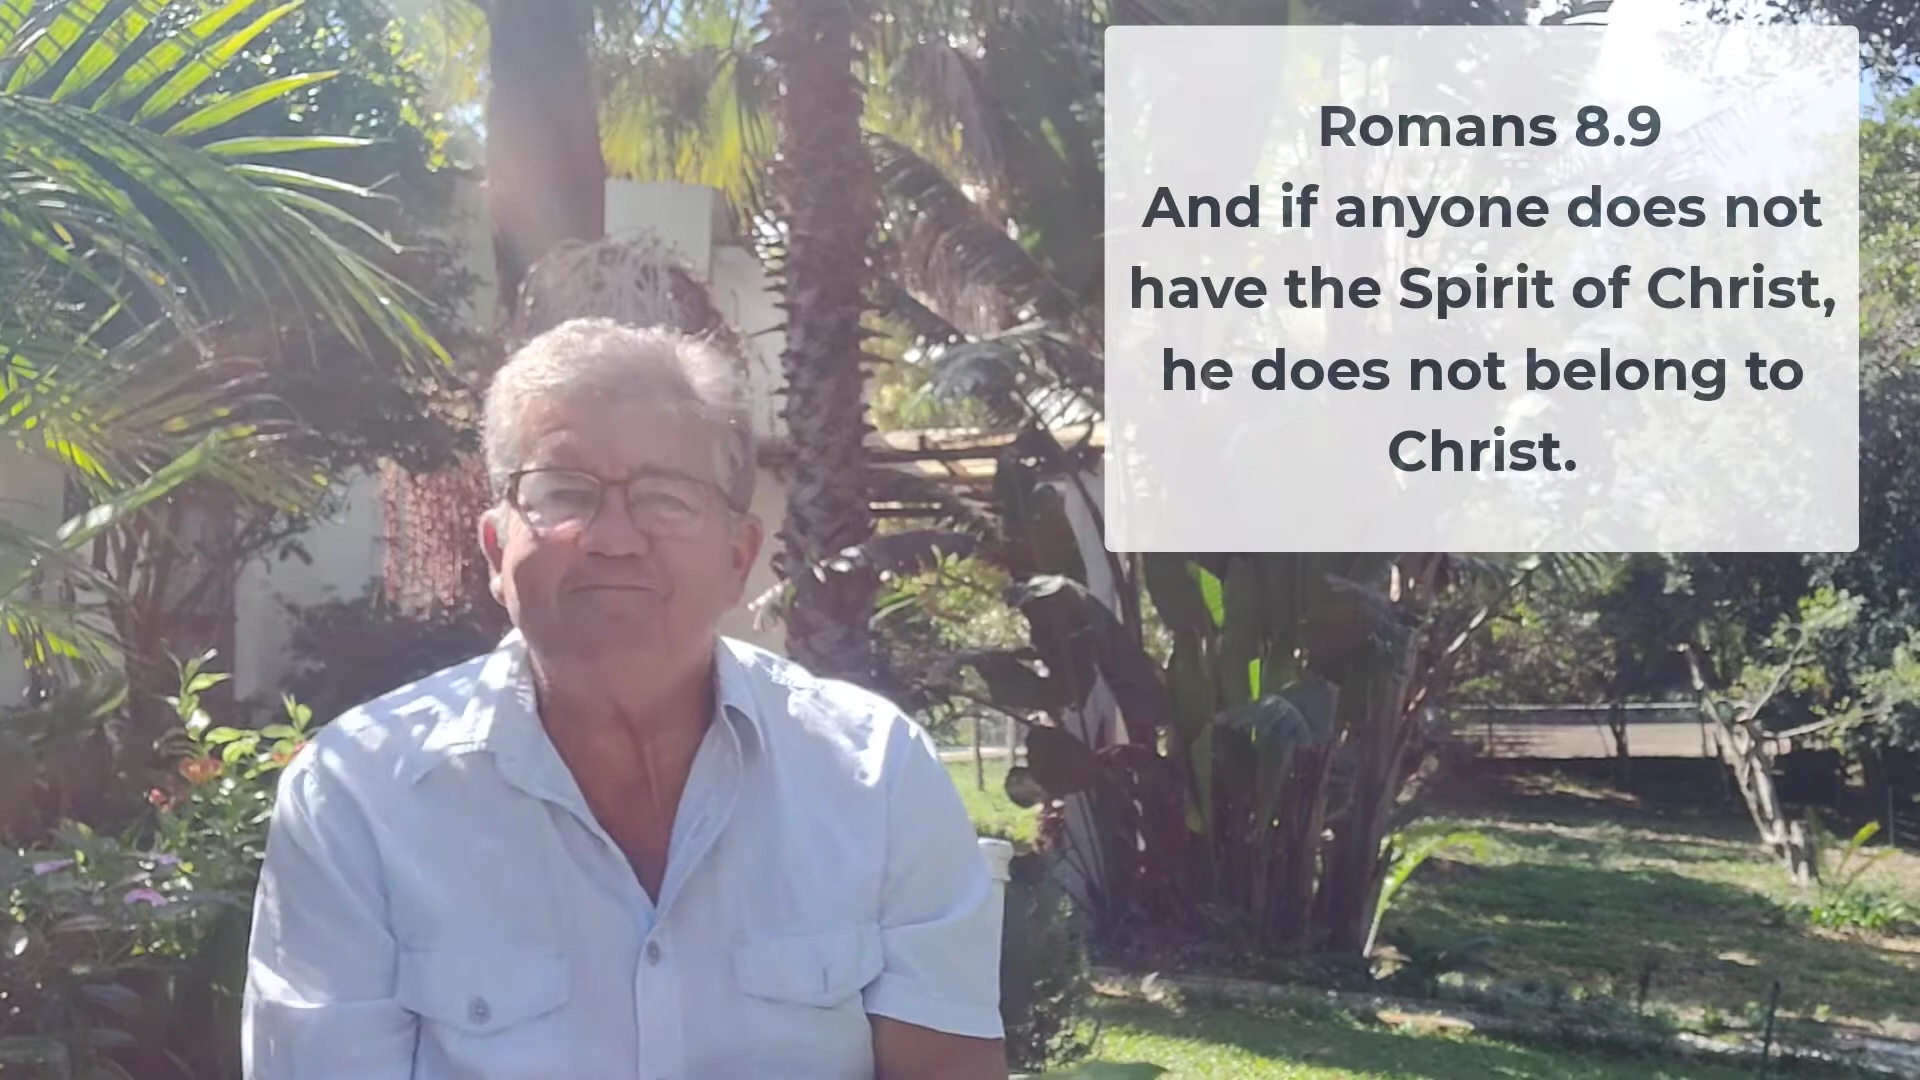 Romans 8.9
And if anyone does not
have the Spirit of Christ,
he does not belong to
Christ.